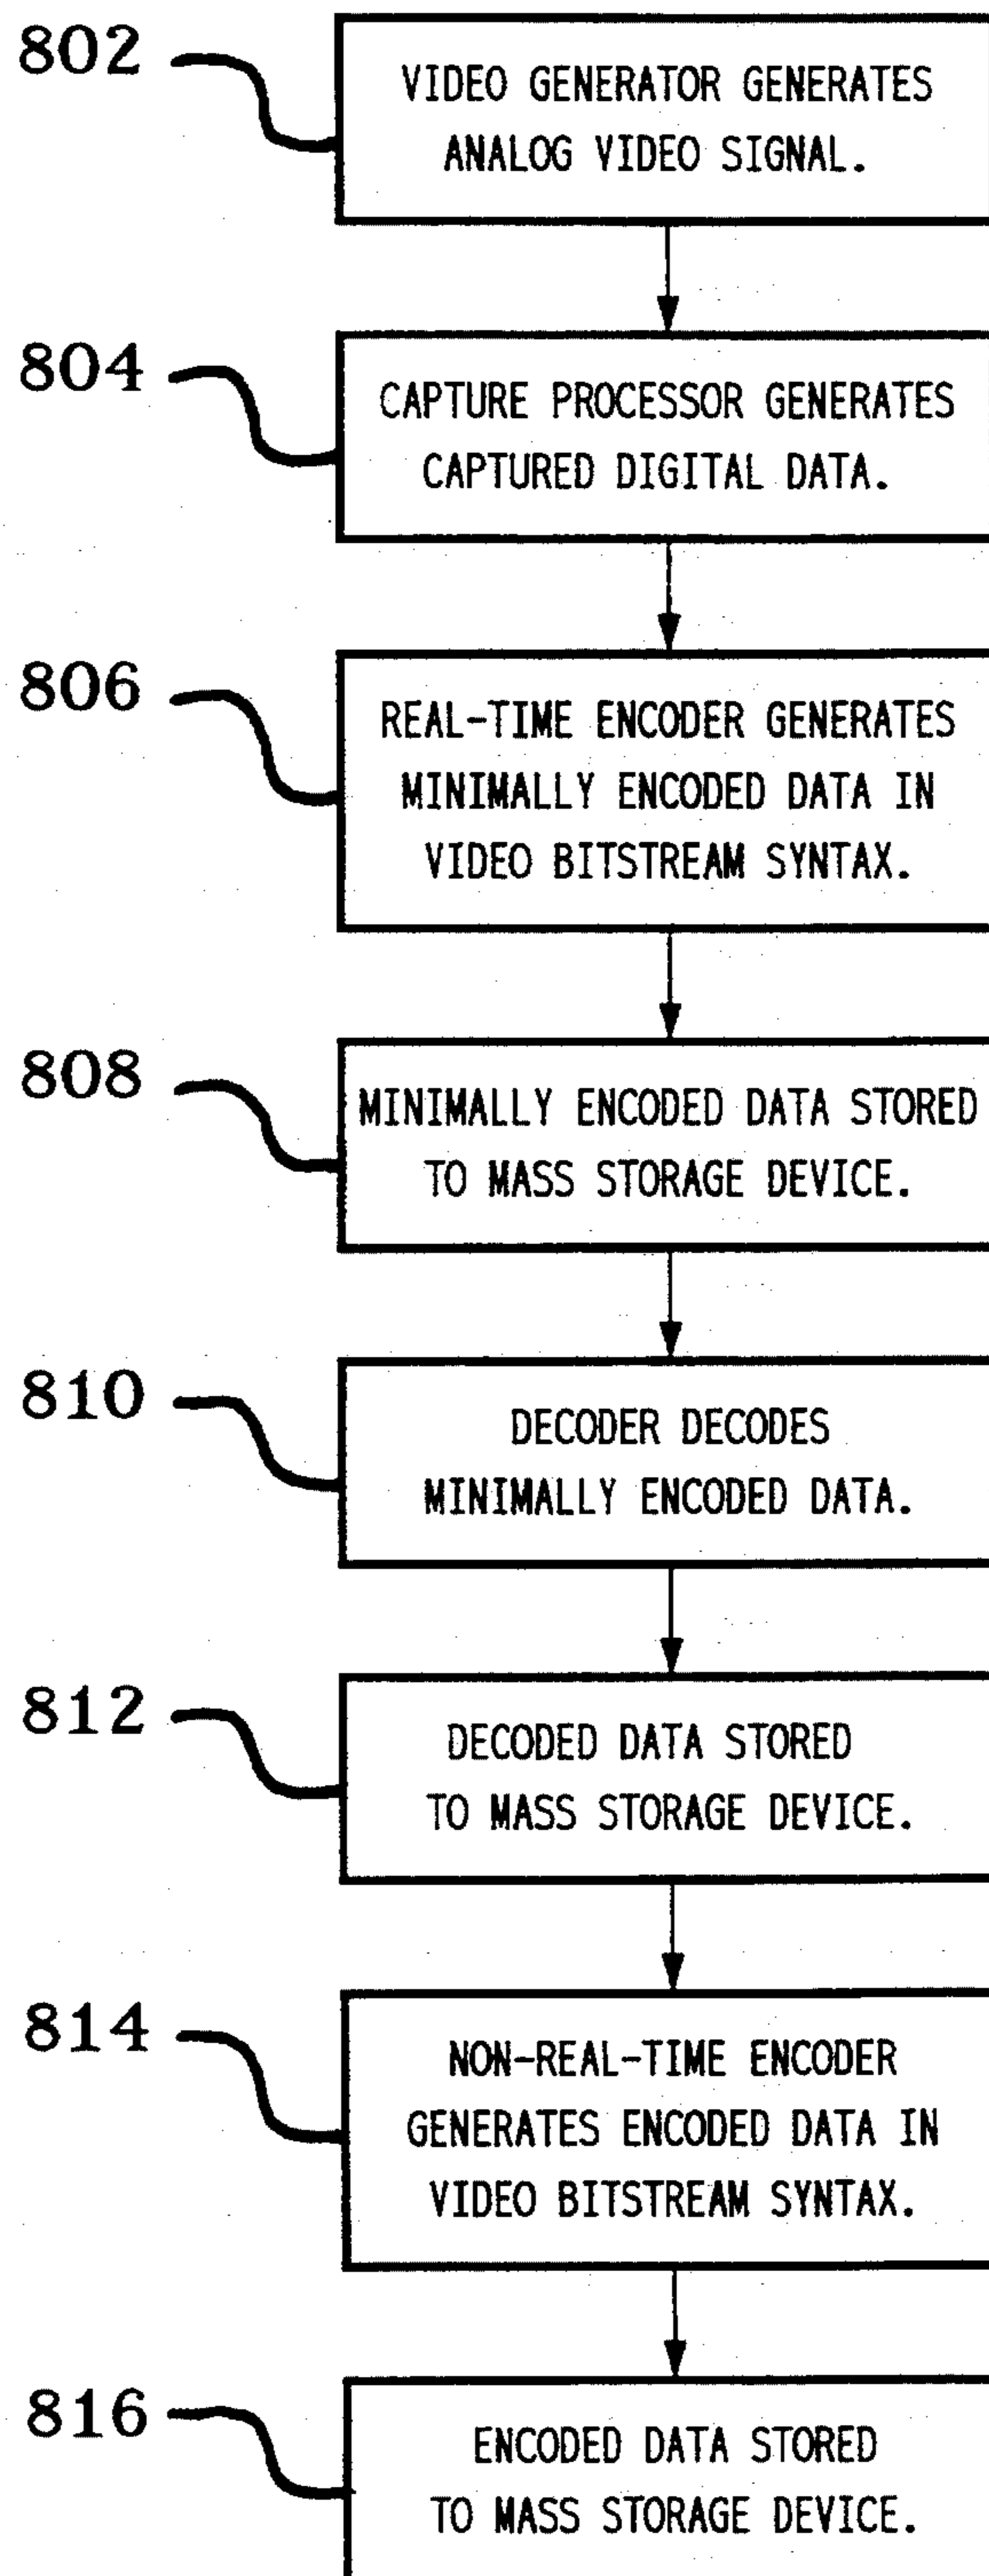 802
VIDEO GENERATOR GENERATES
ANALOG VIDEO SIGNAL.
804
CAPTURE PROCESSOR GENERATES
CAPTURED DIGITAL DATA.
806
REAL-TIME ENCODER GENERATES
MINIMALLY ENCODED DATA IN
VIDEO BITSTREAM SYNTAX.
808
MINIMALLY ENCODED DATA STORED
TO MASS STORAGE DEVICE.
810
DECODER DECODES
MINIMALLY ENCODED DATA.
812
DECODED DATA STORED
TO MASS STORAGE DEVICE.
814
NON-REAL-TIME ENCODER
GENERATES ENCODED DATA IN
VIDEO BITSTREAM SYNTAX.
816
ENCODED DATA STORED
TO MASS STORAGE DEVICE.